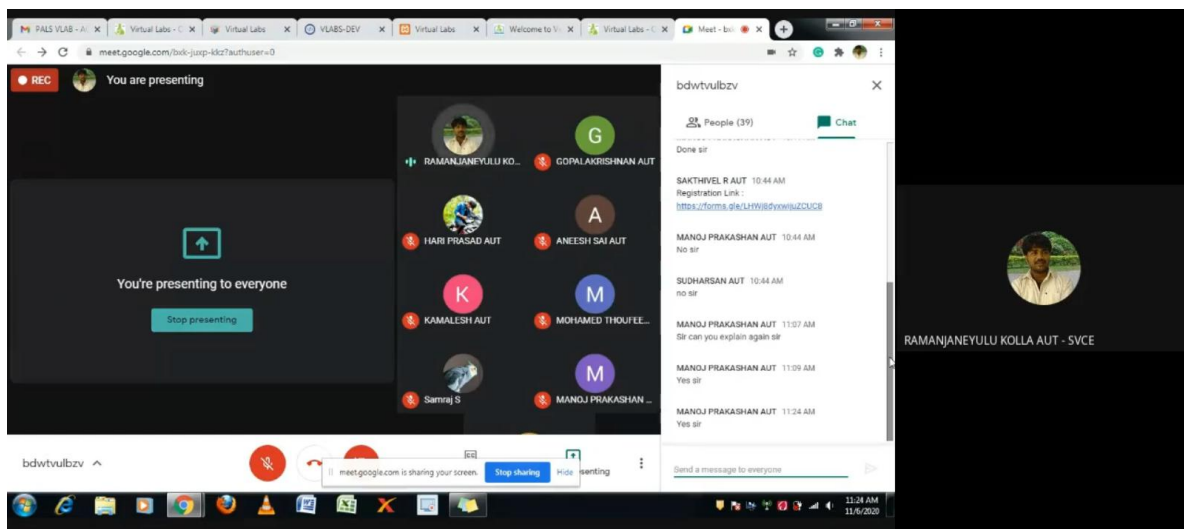 PALS VLAB - A
Virtual Labs - C
Virtual Labs
VLABS-DEV
Virtual Labs
Welcome to V
Virtual Labs - C
Meet - bxk
meet.google.com/bxk-juxp-kkz?authuser=0
REC
You are presenting
bdwtvulbzv
People (39)
Chat
Done sir
SAKTHIVEL R AUT 10:44 AM
Registration Link :
MANOJ PRAKASHAN AUT 10:44 AM
No sir
SUDHARSAN AUT 10:44 AM
no sir
MANOJ PRAKASHAN AUT 11:07 AM
Sir can you explain again sir
MANOJ PRAKASHAN AUT 11:09 AM
Yes sir
MANOJ PRAKASHAN AUT 11:24 AM
Yes sir
Send a message to everyone
You're presenting to everyone
Stop presenting
RAMANJANEYULU KO...
G
GOPALAKRISHNAN AUT
HARI PRASAD AUT
A
ANEESH SAI AUT
K
KAMALESH AUT
M
MOHAMED THOUFEE...
Samraj S
M
MANOJ PRAKASHAN ...
bdwtvulbzv
meet.google.com is sharing your screen.
Stop sharing
Hide
senting
11:24 AM
11/6/2020
RAMANJANEYULU KOLLA AUT - SVCE